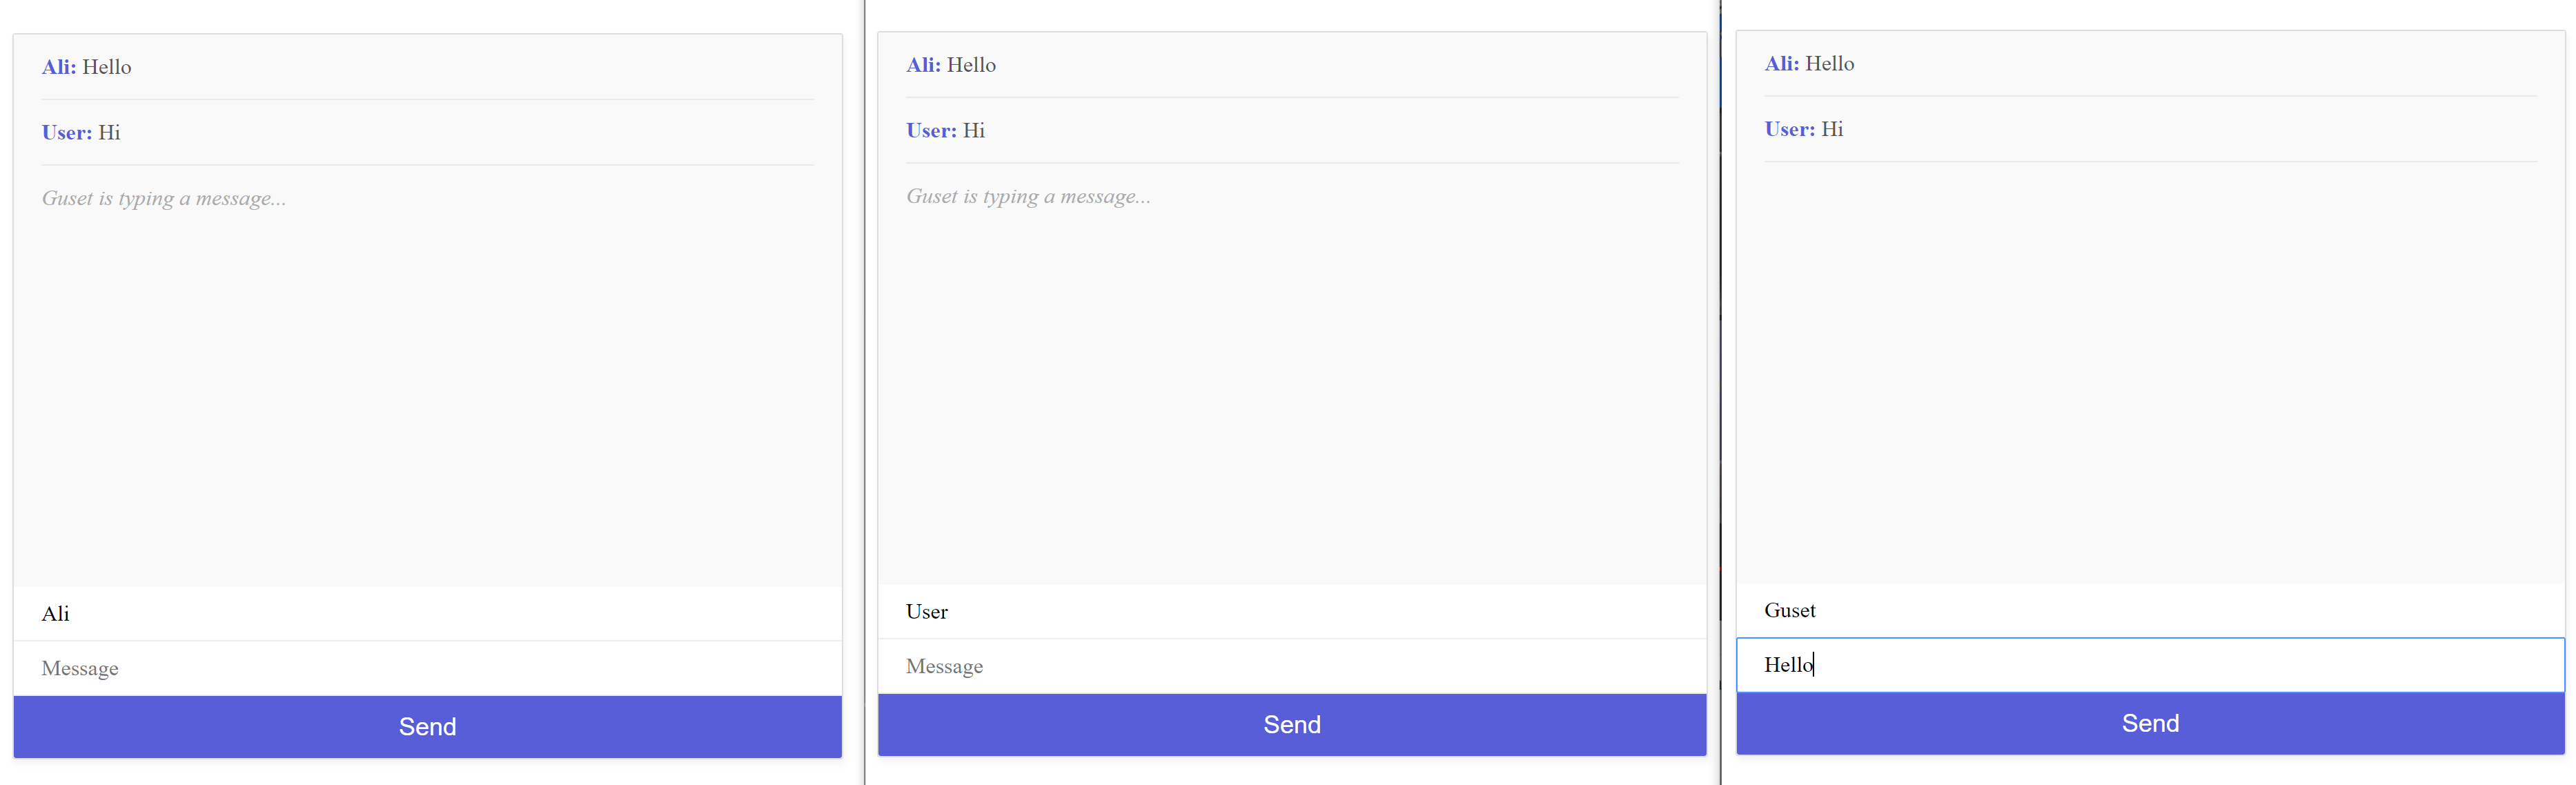 Ali: Hello
User: Hi
Guset is typing a message...
Ali
Message
Send
Ali: Hello
User: Hi
Guset is typing a message...
User
Message
Send
Ali: Hello
User: Hi
Guset
Hello
Send